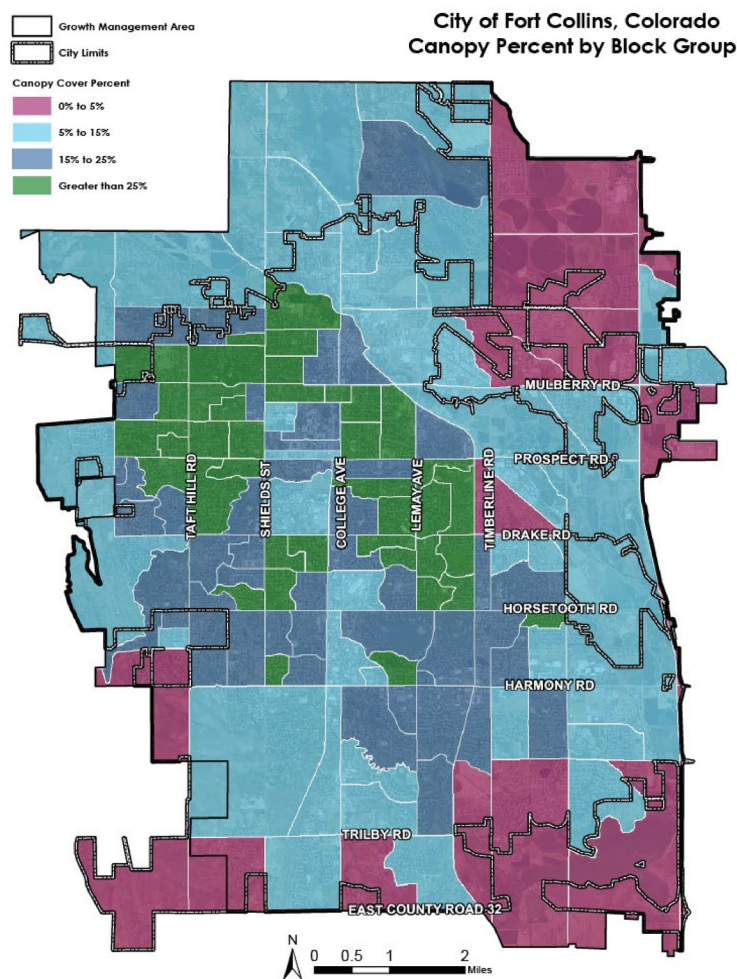 City of Fort Collins, Colorado
Canopy Percent by Block Group
Growth Management Area
City Limits
Canopy Cover Percent
0% to 5%
5% to 15%
15% to 25%
Greater than 25%
MULBERRY RD
PROSPECT RD
TAFT HILL RD
SHIELDS ST
COLLEGE AVE
LEMAY AVE
TIMBERLINE RD
DRAKE RD
HORSETOOTH RD
HARMONY RD
TRILBY RD
EAST COUNTY ROAD 32
N
0 0.5 1 2
Miles